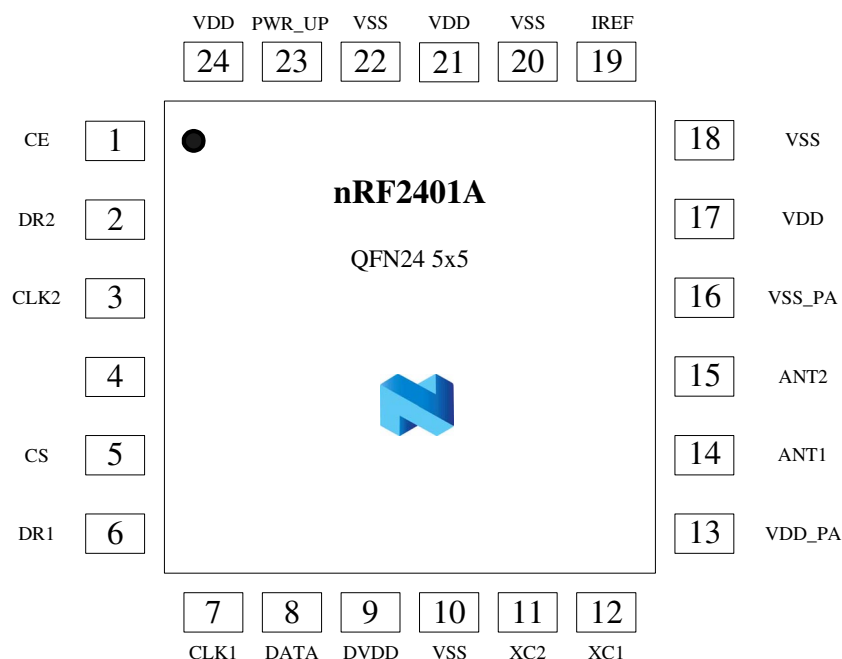 VDD PWR_UP VSS VDD VSS IREF
24 23 22 21 20 19
CE 1 18 VSS
nRF2401A
DR2 2 17 VDD
QFN24 5x5
CLK2 3 16 VSS_PA
4 15 ANT2
CS 5 14 ANT1
DR1 6 13 VDD_PA
7 8 9 10 11 12
CLK1 DATA DVDD VSS XC2 XC1